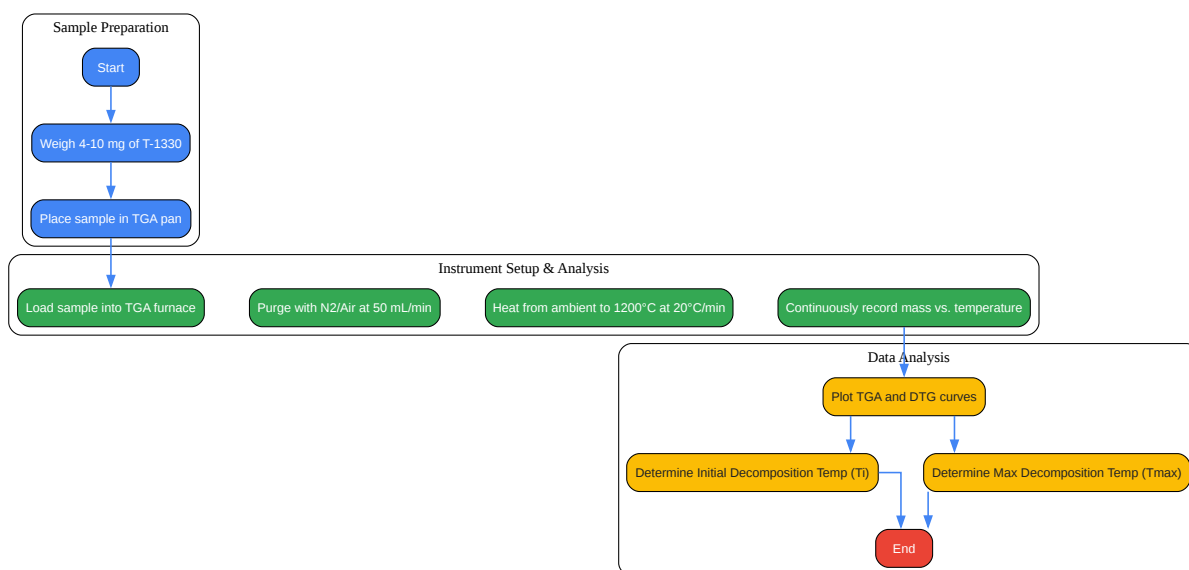 Sample Preparation
Start
Weigh 4-10 mg of T-1330
Place sample in TGA pan
Instrument Setup & Analysis
Load sample into TGA furnace
Purge with N2/Air at 50 mL/min
Heat from ambient to 1200°C at 20°C/min
Continuously record mass vs. temperature
Data Analysis
Plot TGA and DTG curves
Determine Initial Decomposition Temp (Ti)
Determine Max Decomposition Temp (Tmax)
End